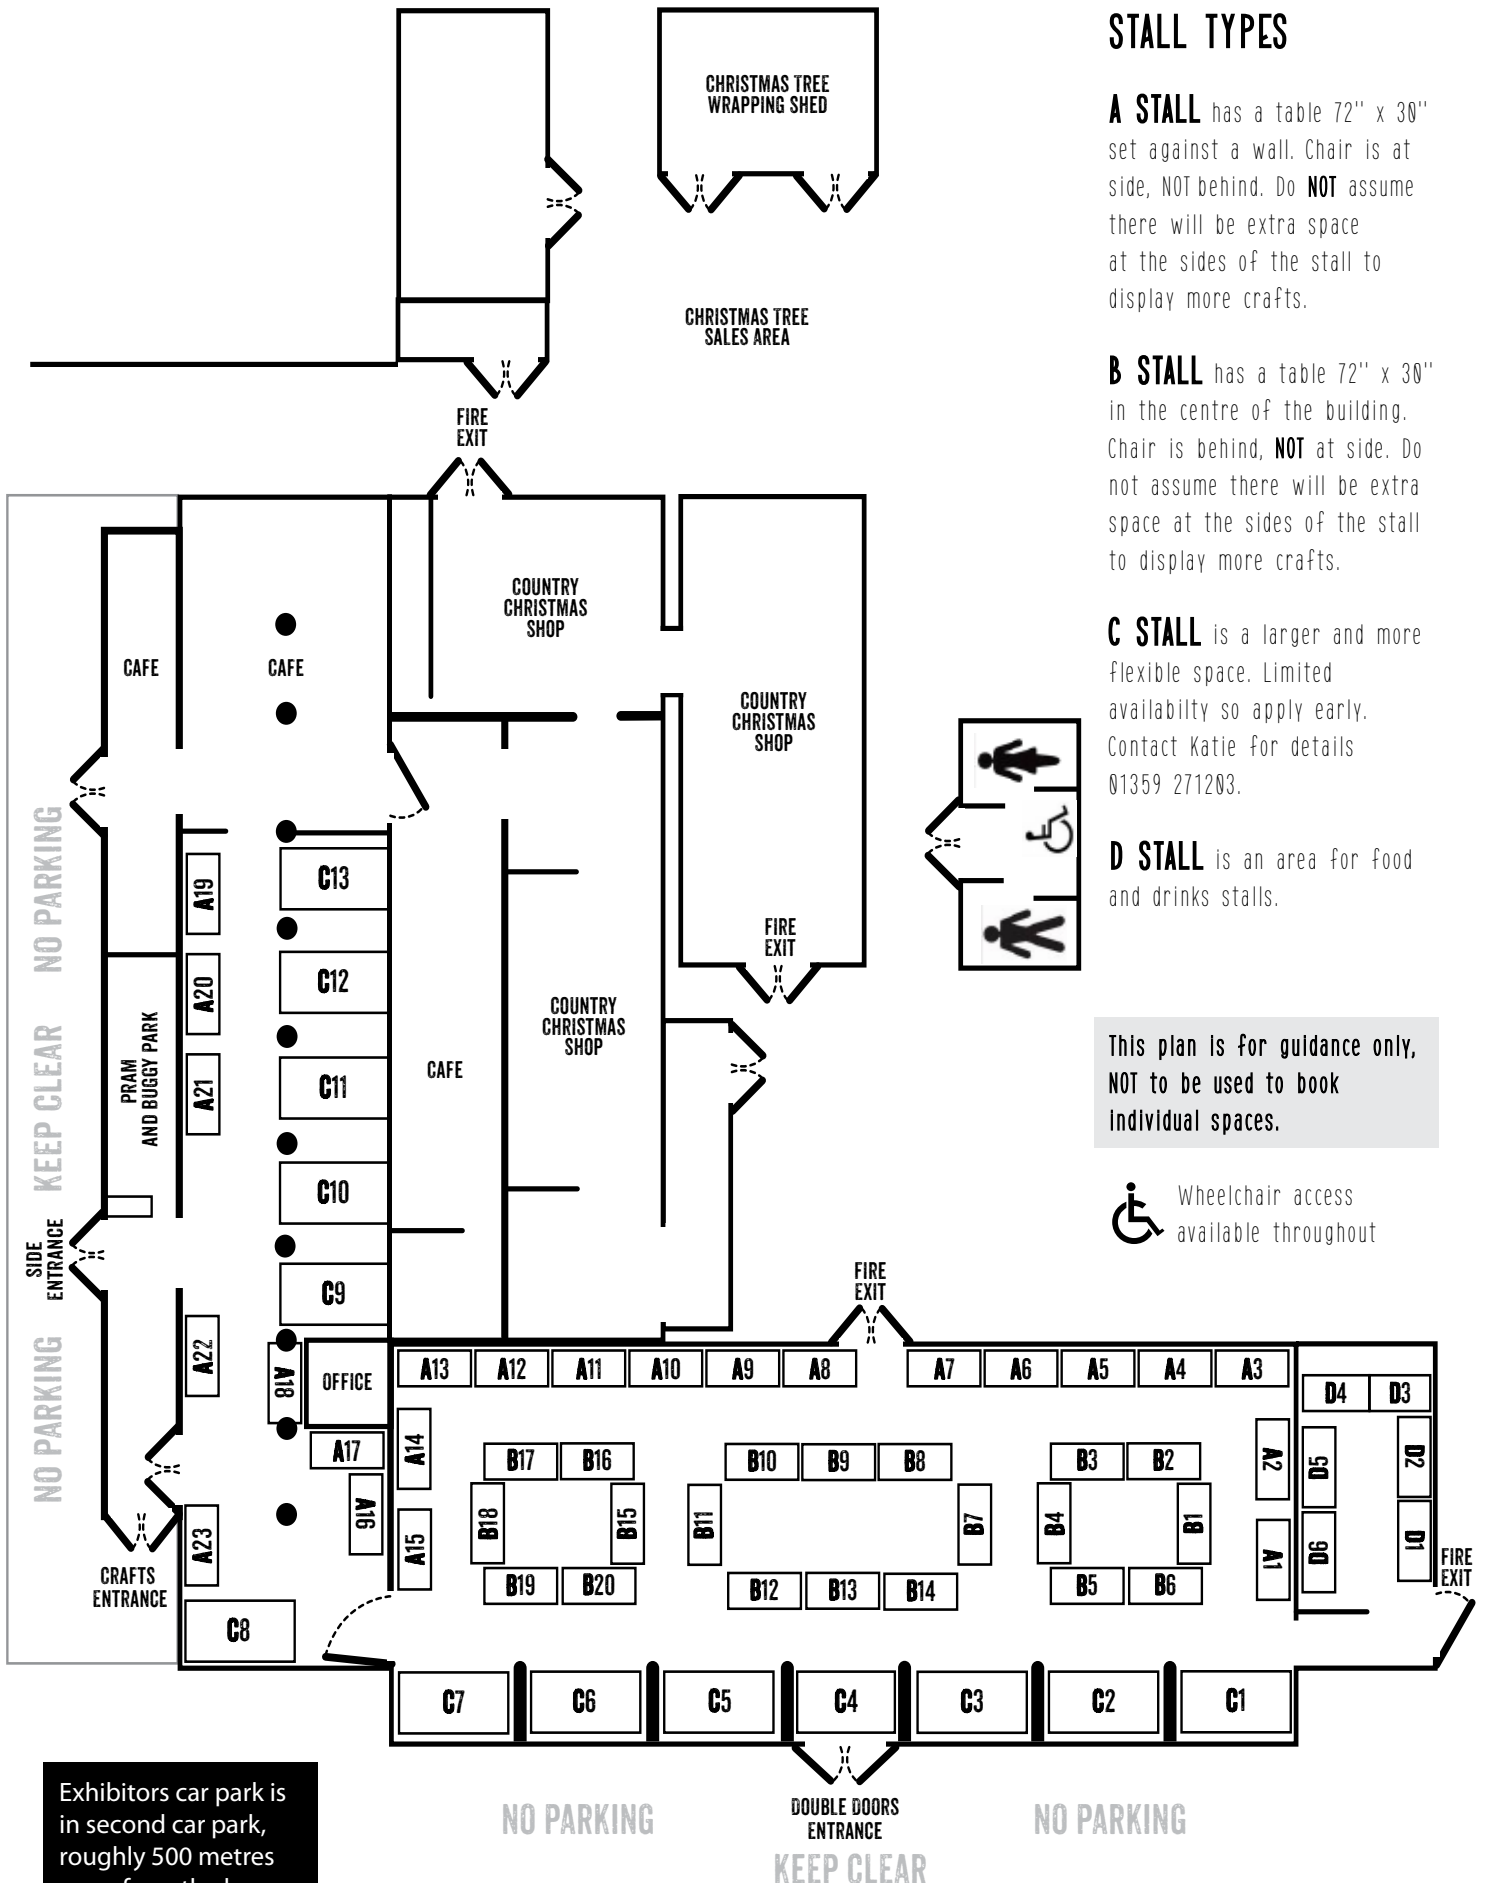 STALL TYPES
A STALL has a table 72'' x 30''
set against a wall. Chair is at
side, NOT behind. Do NOT assume
there will be extra space
at the sides of the stall to
display more crafts.
B STALL has a table 72'' x 30''
in the centre of the building.
Chair is behind, NOT at side. Do
not assume there will be extra
space at the sides of the stall
to display more crafts.
C STALL is a larger and more
flexible space. Limited
availabilty so apply early.
Contact Katie for details
01359 271203.
D STALL is an area for food
and drinks stalls.
This plan is for guidance only,
NOT to be used to book
individual spaces.
Wheelchair access
available throughout
CHRISTMAS TREE
WRAPPING SHED
CHRISTMAS TREE
SALES AREA
FIRE
EXIT
COUNTRY
CHRISTMAS
SHOP
CAFE
CAFE
COUNTRY
CHRISTMAS
SHOP
NO PARKING
KEEP CLEAR
NO PARKING
PRAM
AND BUGGY PARK
SIDE
ENTRANCE
A19
A20
A21
A22
A23
C13
C12
C11
C10
C9
CAFE
COUNTRY
CHRISTMAS
SHOP
FIRE
EXIT
FIRE
EXIT
A18
OFFICE
A17
A16
A13
A12
A11
A10
A9
A8
A7
A6
A5
A4
A3
A14
A15
B17
B16
B18
B15
B19
B20
B10
B9
B8
B11
B7
B12
B13
B14
B3
B2
B4
B1
B5
B6
A2
A1
D4
D3
D5
D2
D6
D1
FIRE
EXIT
CRAFTS
ENTRANCE
C8
C7
C6
C5
C4
C3
C2
C1
NO PARKING
DOUBLE DOORS
ENTRANCE
NO PARKING
KEEP CLEAR
Exhibitors car park is
in second car park,
roughly 500 metres